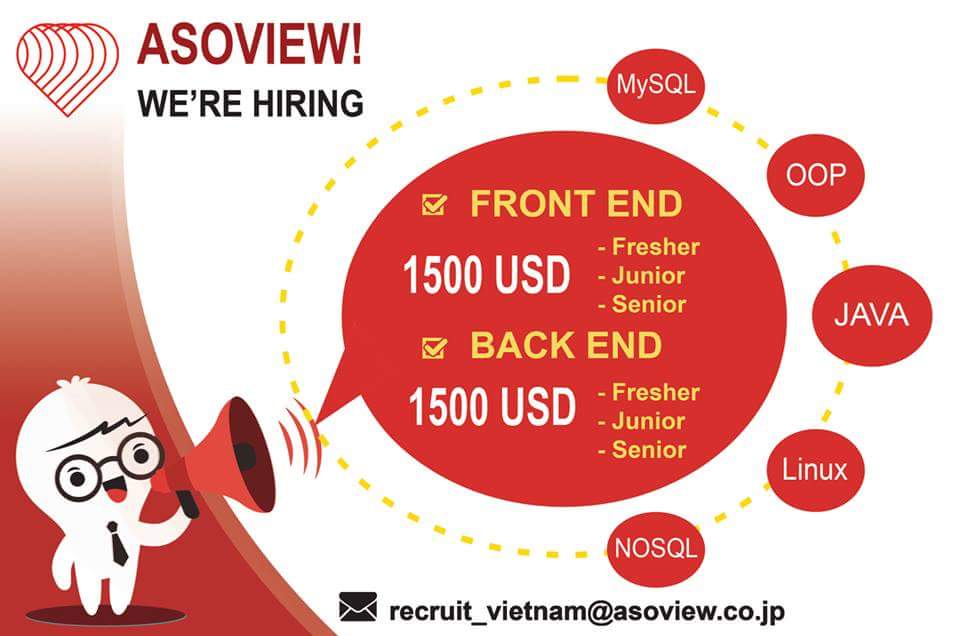 ASOVIEW!
WE'RE HIRING
FRONT END
1500 USD
- Fresher
- Junior
- Senior
BACK END
1500 USD
- Fresher
- Junior
- Senior
MySQL
OOP
JAVA
Linux
NOSQL
recruit_vietnam@asoview.co.jp